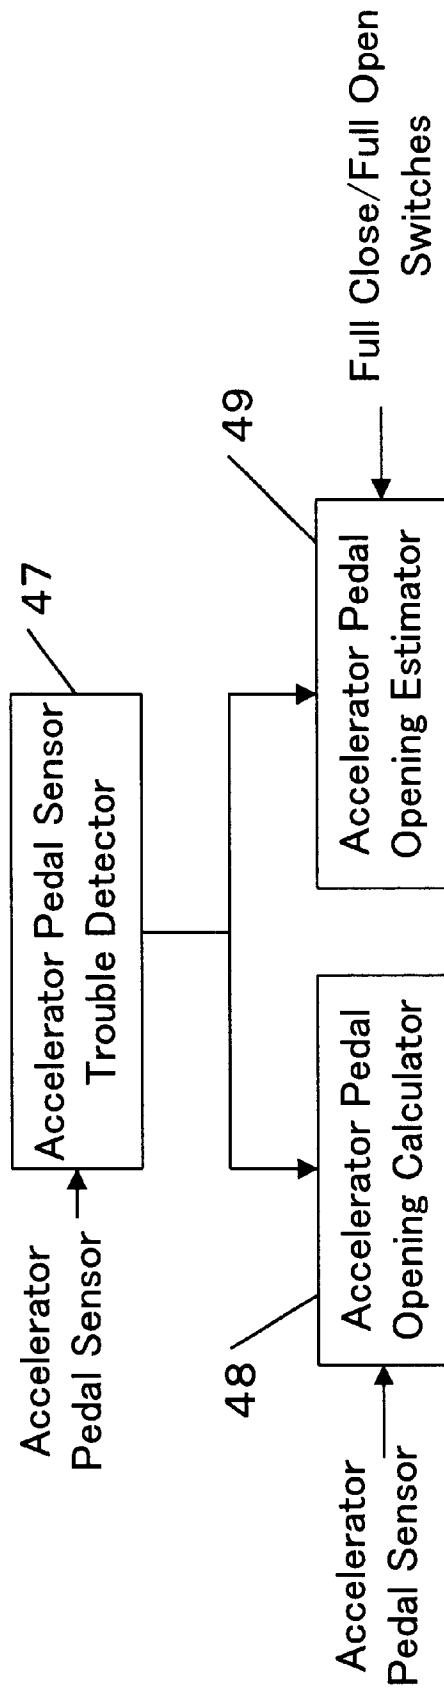 Accelerator
Pedal Sensor
Accelerator Pedal Sensor
Trouble Detector
47
48
49
Accelerator
Pedal Sensor
Accelerator Pedal
Opening Calculator
Accelerator Pedal
Opening Estimator
Full Close/Full Open
Switches